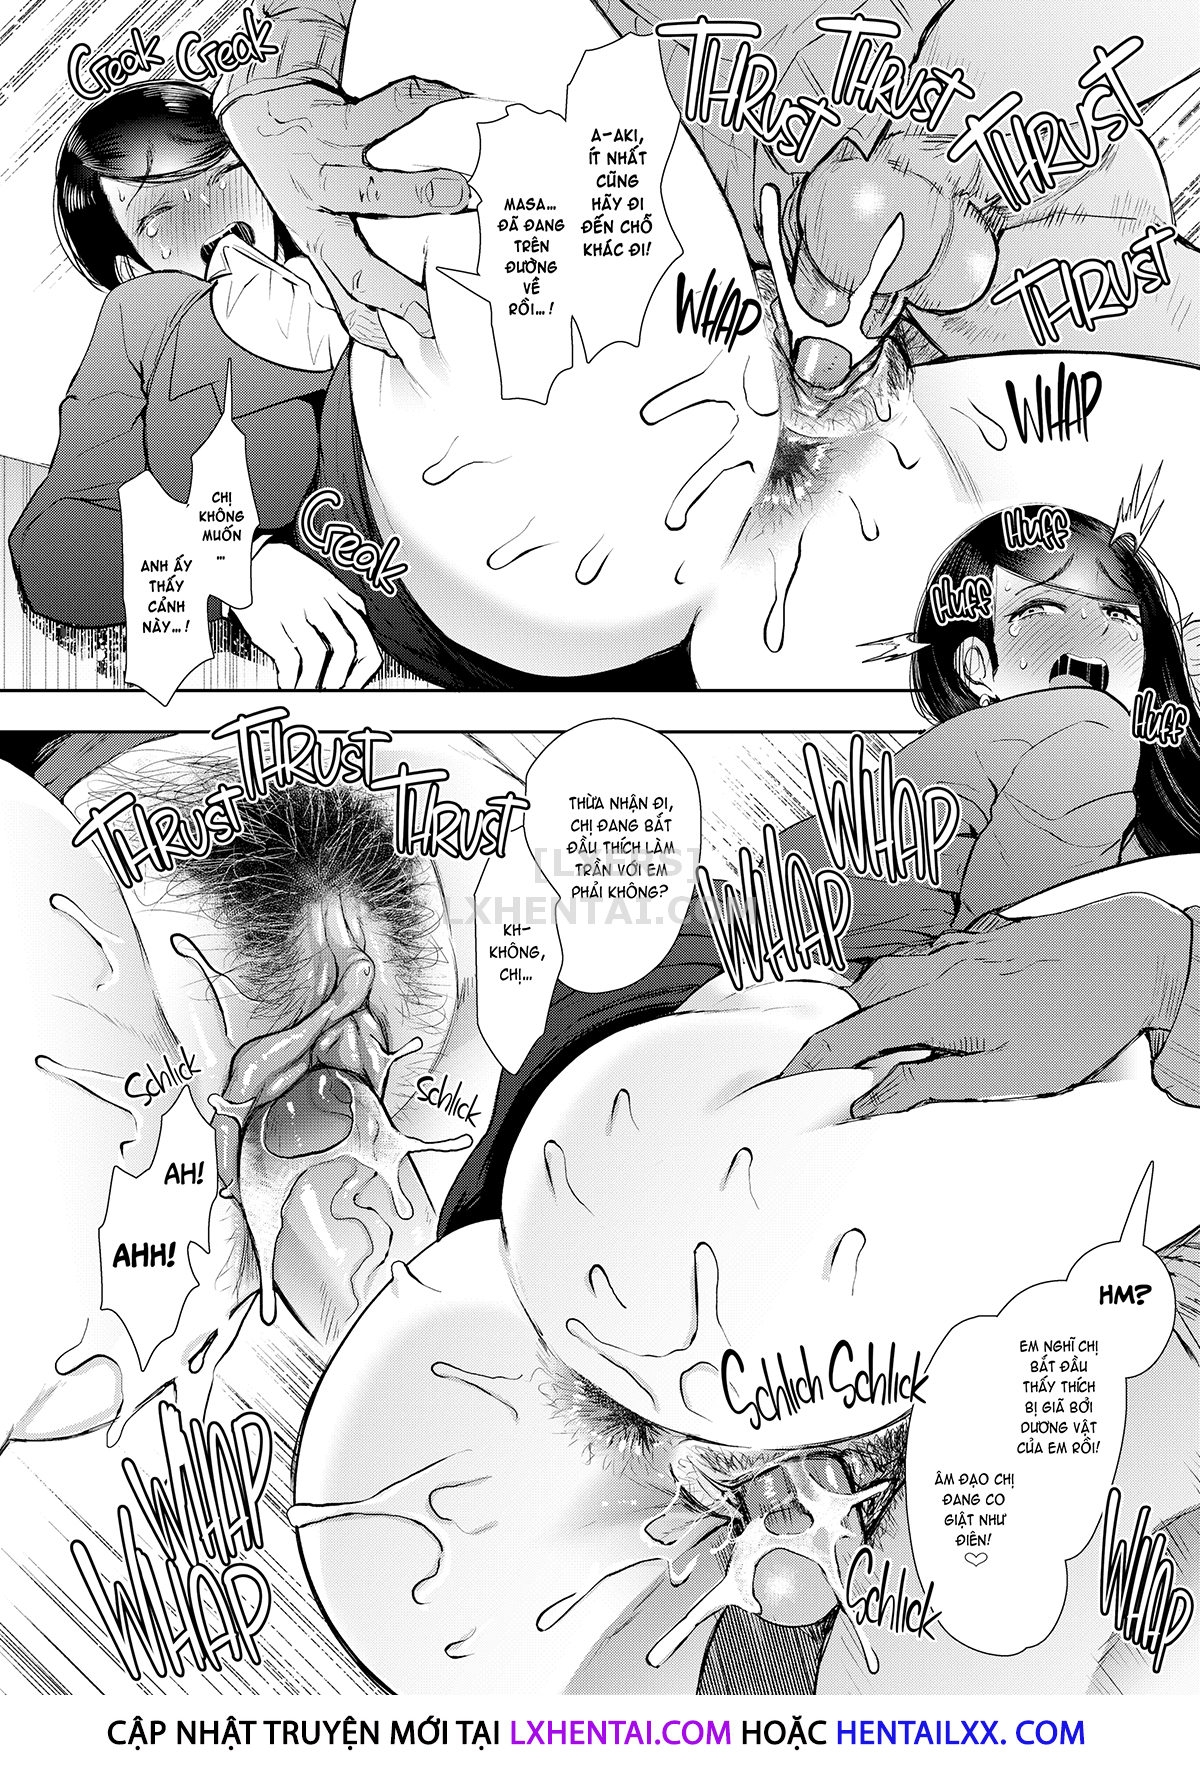 Creak Creak
THRUST THRUST THRUST
THRUST
A-AKI,
ÍT NHẤT
CŨNG
HÃY ĐI
ĐẾN CHỖ
KHÁC ĐI!
MASA...
ĐÃ ĐANG
TRÊN
ĐƯỜNG
VỀ
RỒI...!
WHAP
WHAP
CHỊ
KHÔNG
MUỐN
...
ANH ẤY
THẤY
CẢNH
NÀY...!
Creak
Huff
Huff
Huff
THRUST THRUST THRUST
THỪA NHẬN ĐI,
CHỊ ĐANG BẮT
ĐẦU THÍCH LÀM
TRẦN VỚI EM
PHẢI KHÔNG?
KH-
KHÔNG,
CHỊ...
[LXERS]
LXHENTAI.COM
WHAP WHAP
Schlick
Schlick
AH!
AHH!
HM?
EM NGHĨ CHỊ
BẮT ĐẦU
THẤY THÍCH
BỊ GIÃ BỞI
DƯƠNG VẬT
CỦA EM RỒI!
ÂM ĐẠO CHỊ
ĐANG CO
GIẬT NHƯ
ĐIÊN!
♡
Schlich Schlick
Schlick
WHAP
WHAP
WHAP
CẬP NHẬT TRUYỆN MỚI TẠI LXHENTAI.COM HOẶC HENTAILXX. COM